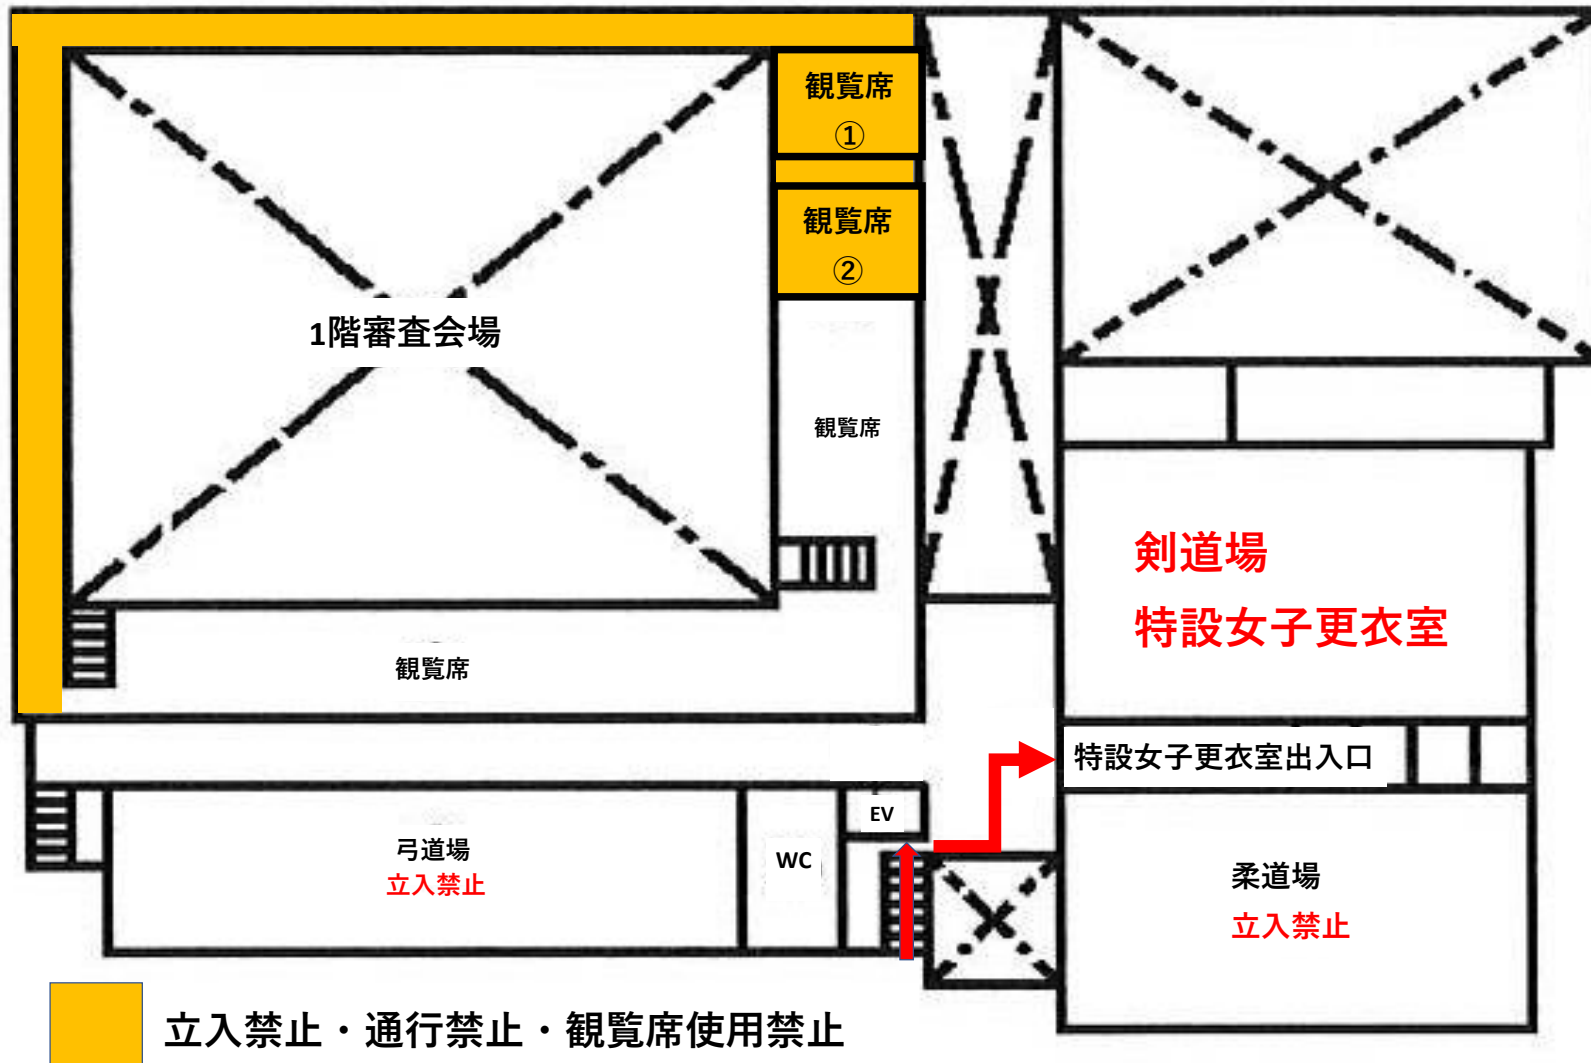 観覧席
①
観覧席
②
1階審査会場
観覧席
剣道場
特設女子更衣室
観覧席
特設女子更衣室出入口
EV
弓道場
立入禁止
WC
柔道場
立入禁止
立入禁止・通行禁止・観覧席使用禁止